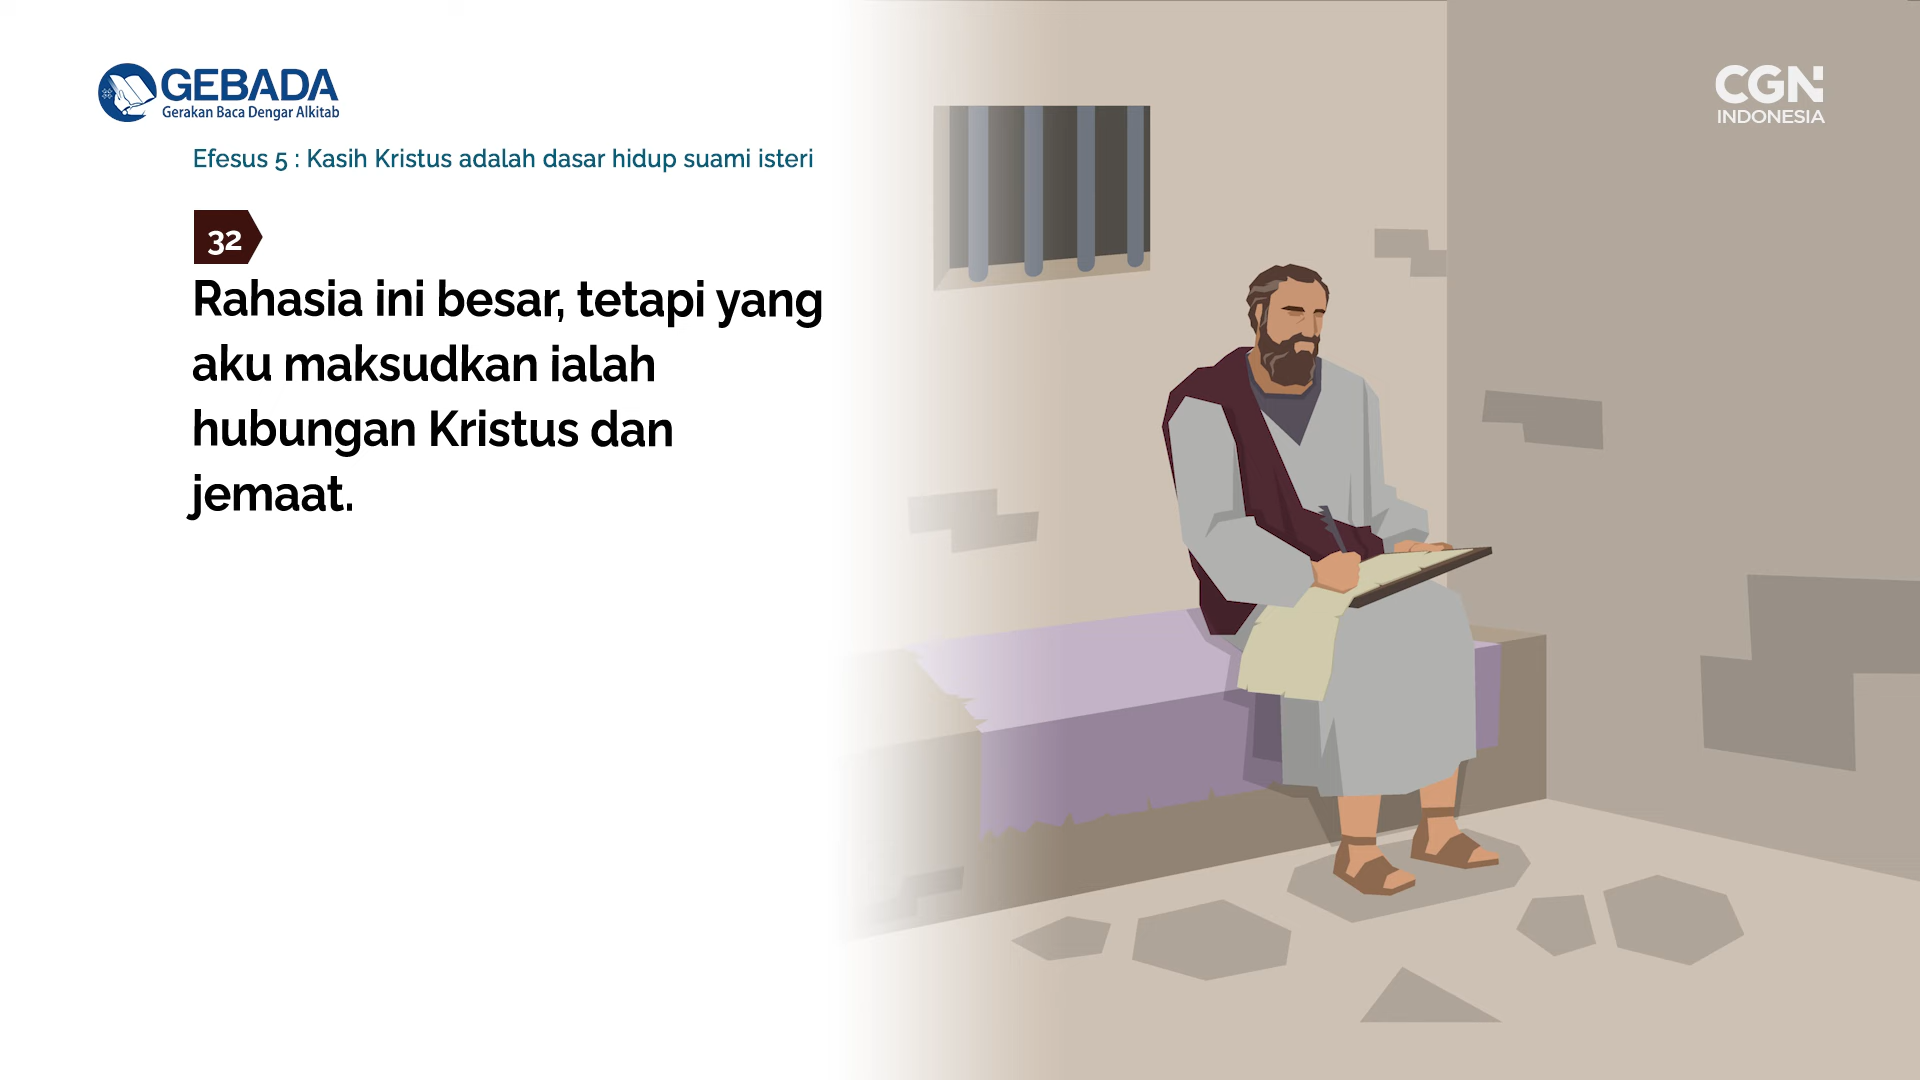 GEBADA
Gerakan Baca Dengar Alkitab
CGN
INDONESIA
Efesus 5 : Kasih Kristus adalah dasar hidup suami isteri
32
Rahasia ini besar, tetapi yang
aku maksudkan ialah
hubungan Kristus dan
jemaat.